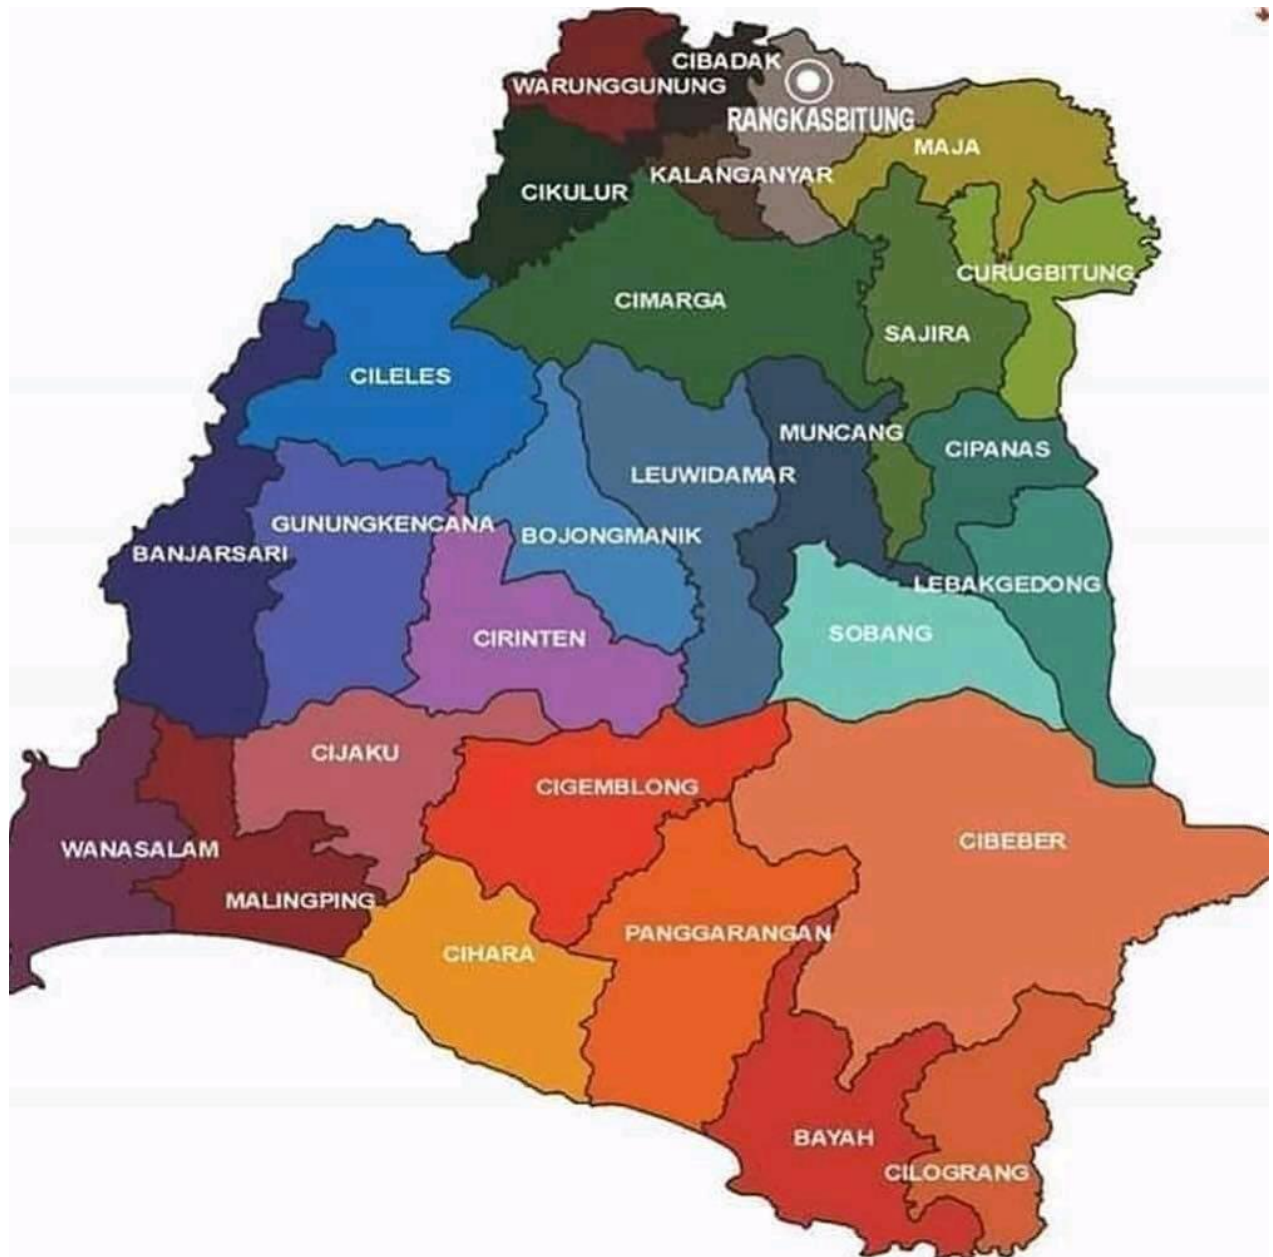 CIBADAK
WARUNGGUNUNG
RANGKASBITUNG
MAJA
KALANGANYAR
CIKULUR
CURUGBITUNG
CIMARGA
SAJIRA
CILELES
MUNCANG
CIPANAS
LEUWIDAMAR
GUNUNGKENCANA
BOJONGMANIK
BANJARSARI
LEBAKGEDONG
SOBANG
CIRINTEN
CIJAKU
CIGEMBLONG
CIBEBER
WANASALAM
MALINGPING
PANGGARANGAN
CIHARA
BAYAH
CILOGRANG